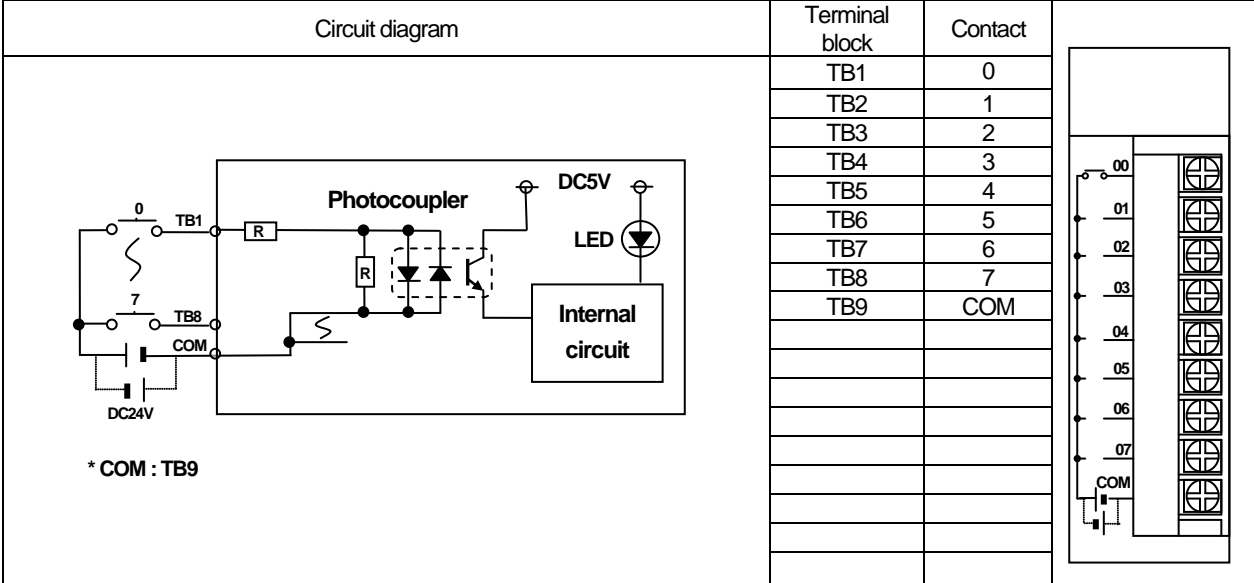 Circuit diagram
Terminal
block
Contact
TB1 0
TB2 1
TB3 2
TB4 3
TB5 4
TB6 5
TB7 6
TB8 7
TB9 COM
0
TB1
R
Photocoupler
DC5V
LED
R
7
TB8
COM
DC24V
Internal
circuit
* COM : TB9
00
01
02
03
04
05
06
07
COM